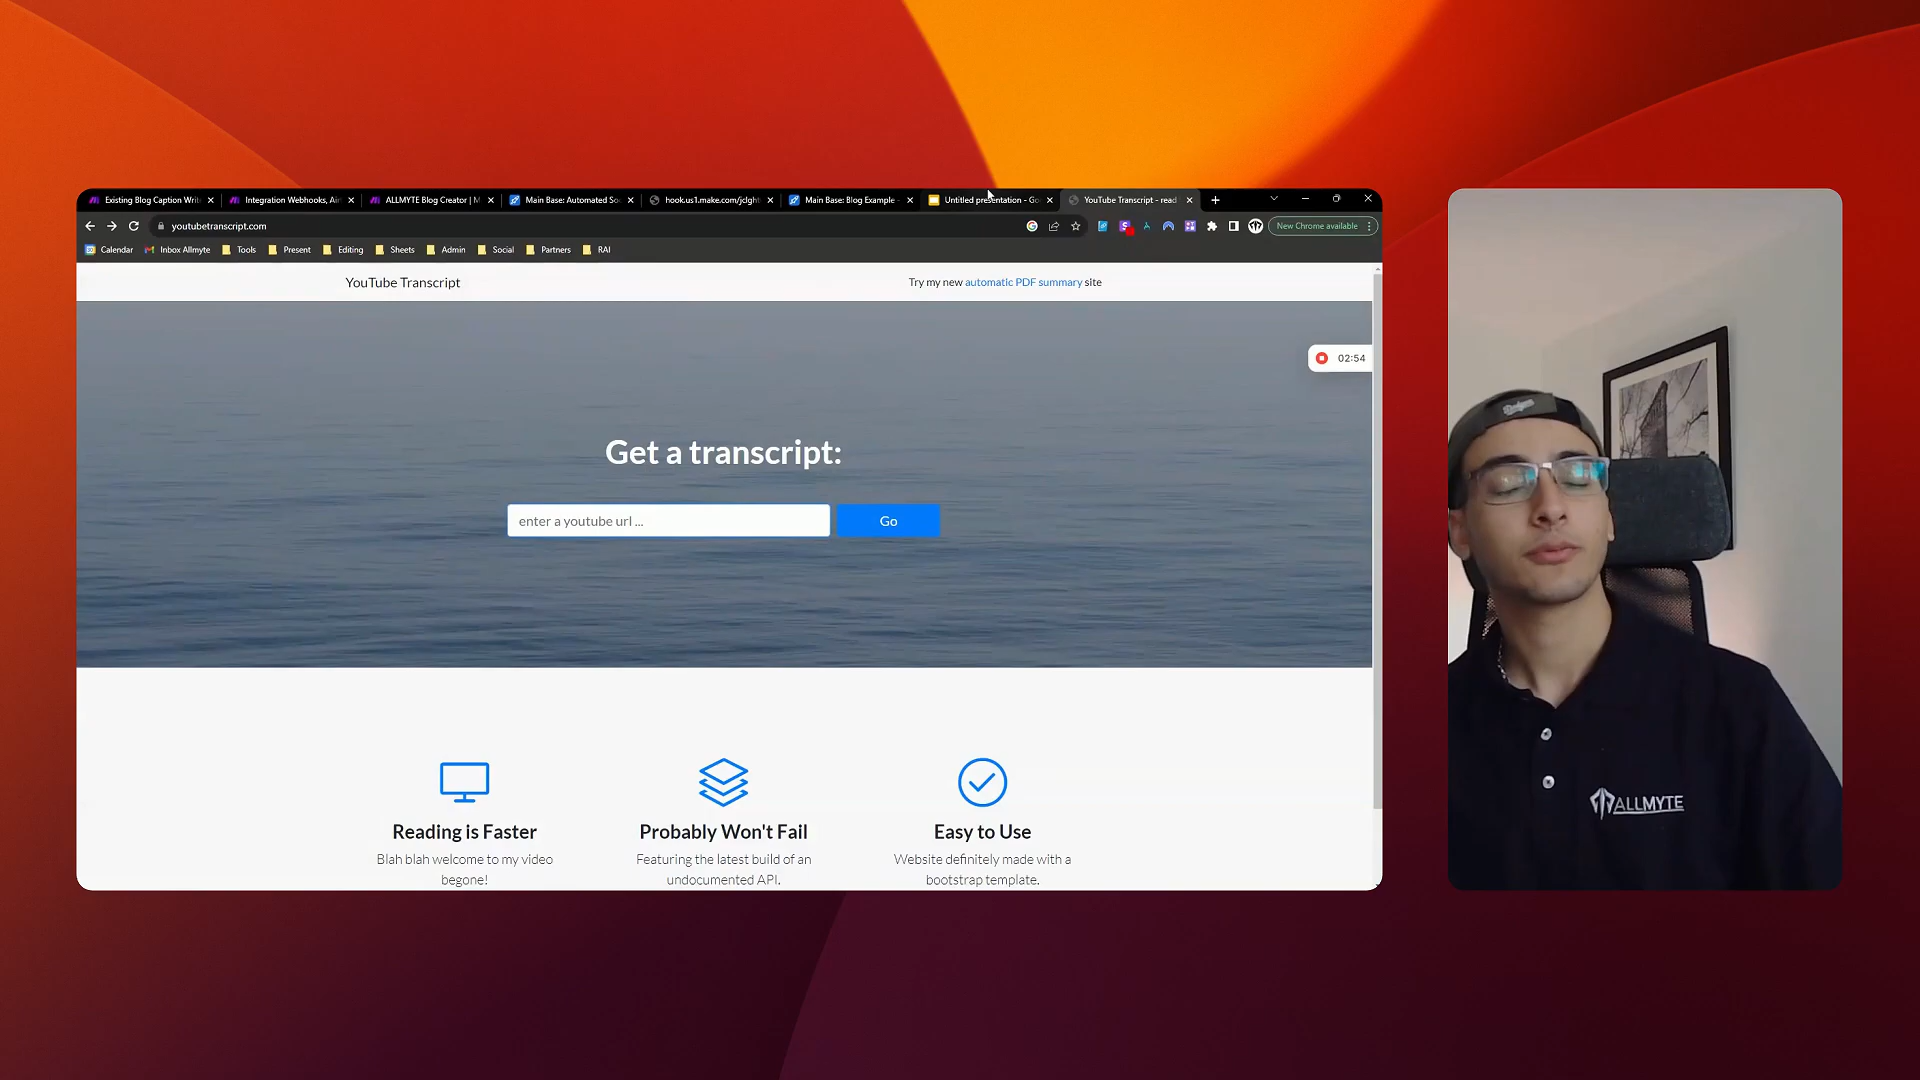 Existing Blog Caption Writ
Integration Webhooks, Air
ALLMYTE Blog Creator | M
Main Base: Automated So
hook.us1.make.com/jclght
Main Base: Blog Example -
Untitled presentation - Go
YouTube Transcript - read
youtubetranscript.com
New Chrome available
Calendar
Inbox Allmyte
Tools
Present
Editing
Sheets
Admin
Social
Partners
RAI
YouTube Transcript
Try my new automatic PDF summary site
02:54
Get a transcript:
enter a youtube url ...
Go
Reading is Faster
Blah blah welcome to my video
begone!
Probably Won't Fail
Featuring the latest build of an
undocumented API.
Easy to Use
Website definitely made with a
bootstrap template.
ALLMYTE